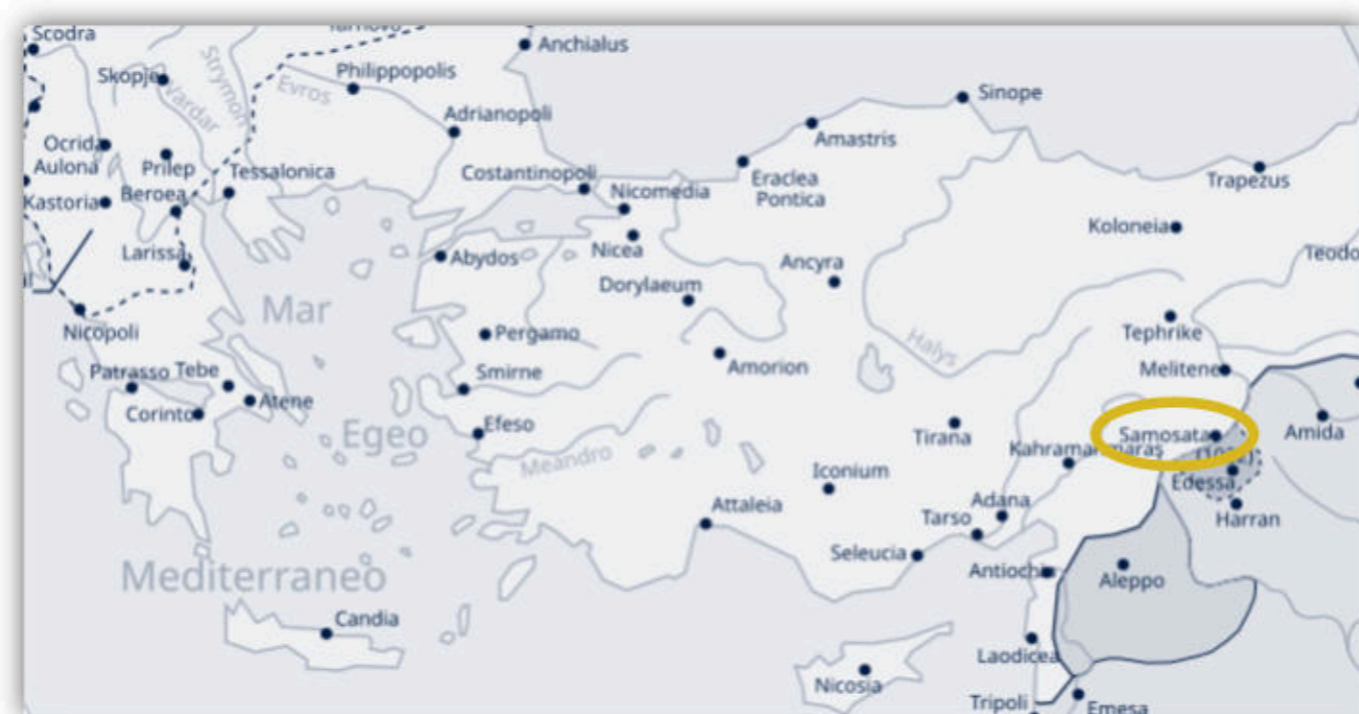 Scodra
Anchialus
Skopje
Strymon
Vardar
Philippopolis
Evros
Sinope
Adrianopoli
Amastris
Ocrida
Aulona
Prilep
Tessalonica
Costantinopoli
Nicomedia
Eraclea
Pontica
Trapezus
Kastoria
Beroea
Koloneia
Larissa
Abydos
Nicea
Ancyra
Dorylaeum
Mar
Nicopoli
Pergamo
Halys
Tephrike
Patrasso
Tebe
Smirne
Amorion
Melitene
Corinto
Atene
Egeo
Efeso
Meandro
Tirana
Samosata
Amida
Kahramanmaraş
Iconium
Edessa
Attaleia
Adana
Tarso
Harran
Seleucia
Antiochia
Aleppo
Mediterraneo
Candia
Laodicea
Nicosia
Tripoli
Emesa